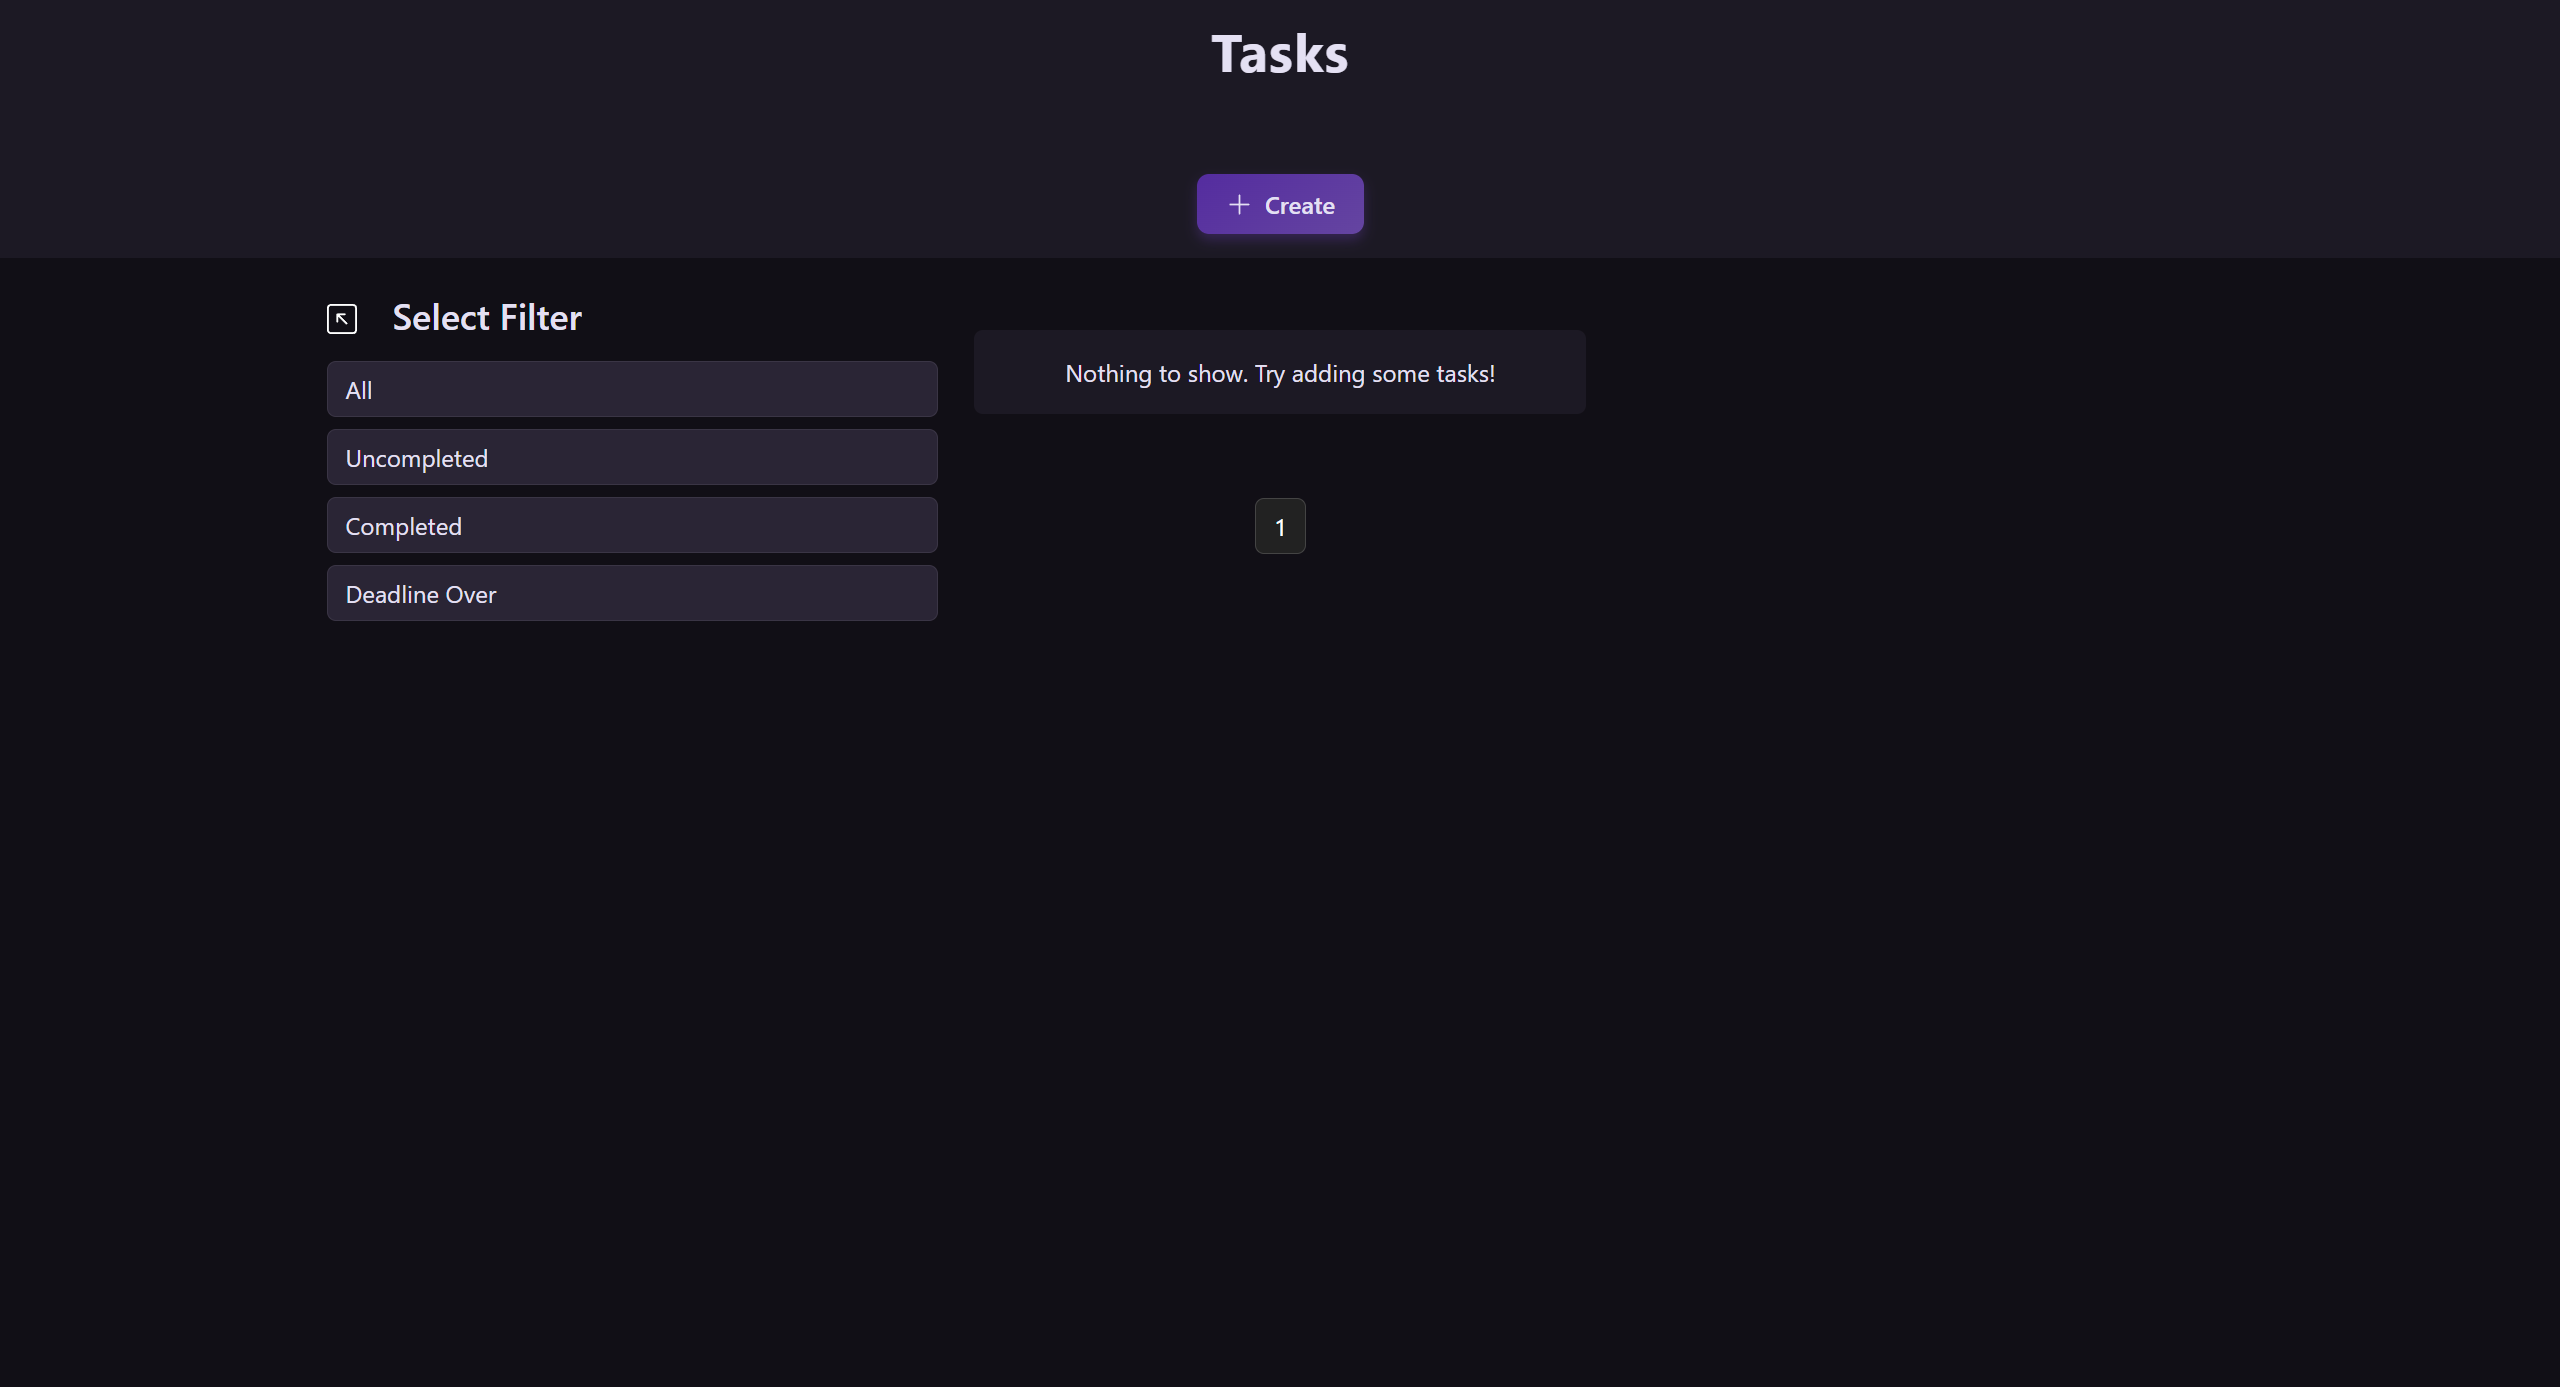 Tasks
Create
Select Filter
All
Uncompleted
Completed
Deadline Over
Nothing to show. Try adding some tasks!
1